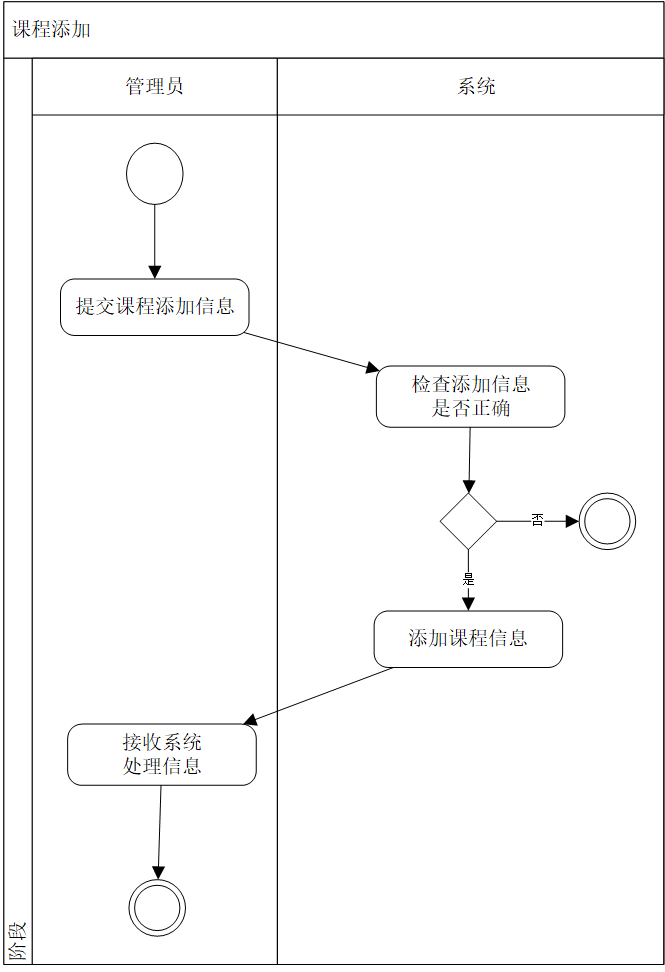 课程添加
管理员
系统
提交课程添加信息
检查添加信息
是否正确
否
是
添加课程信息
接收系统
处理信息
阶段